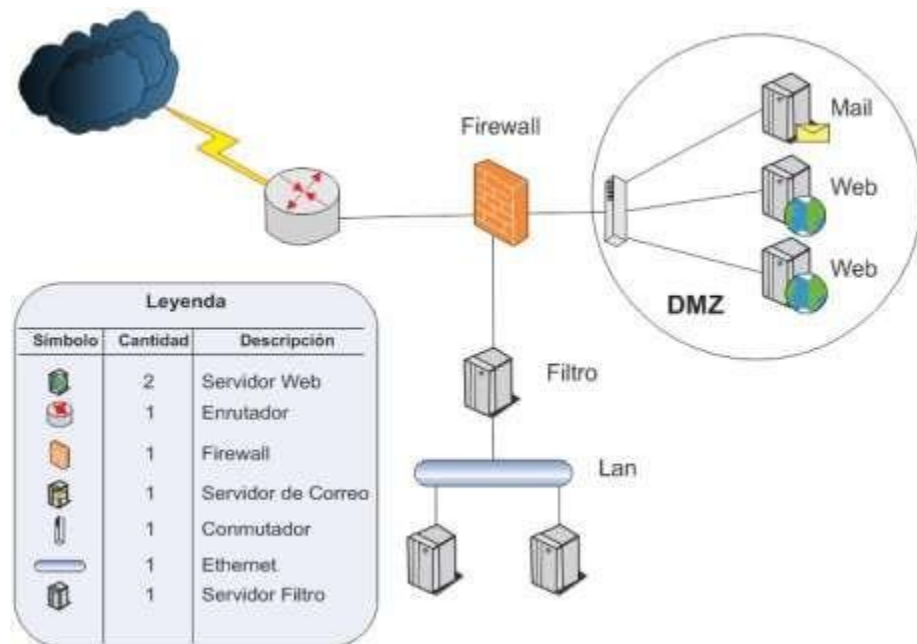 Firewall
Mail
Web
Web
DMZ
Filtro
Lan
Leyenda
Símbolo Cantidad Descripción
2 Servidor Web
1 Enrutador
1 Firewall
1 Servidor de Correo
1 Conmutador
1 Ethernet
1 Servidor Filtro